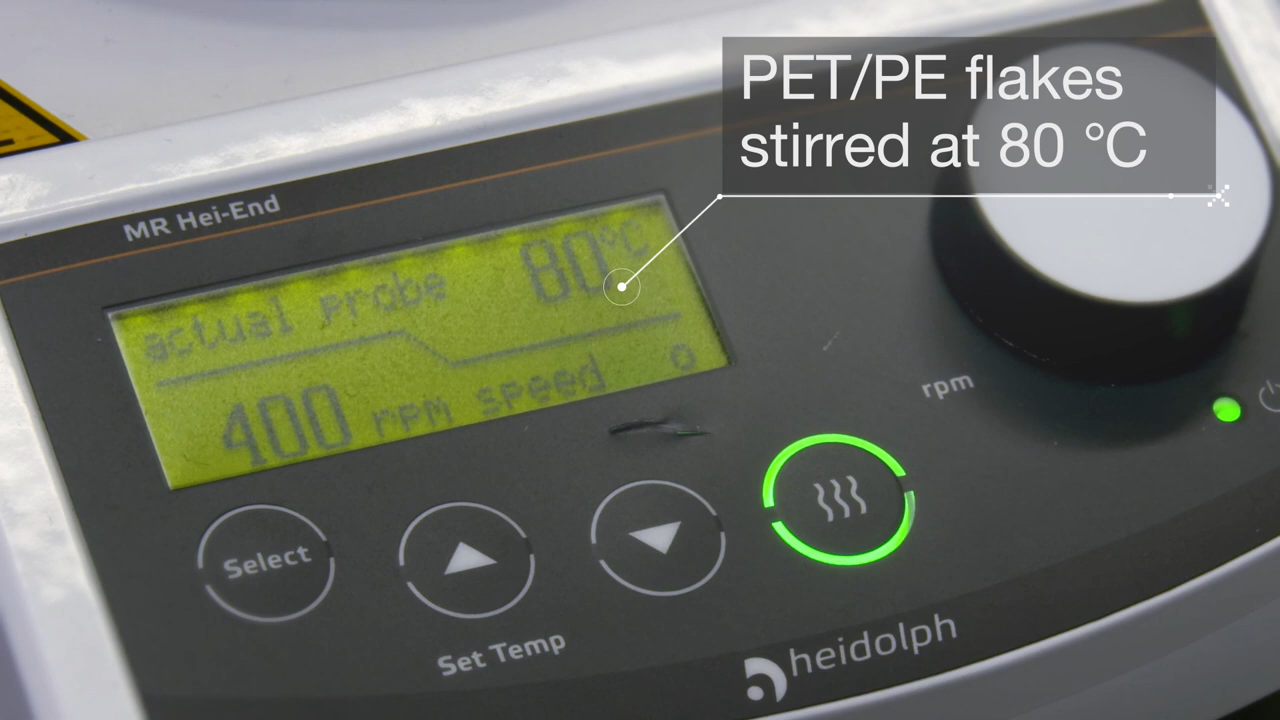 PET/PE flakes
stirred at 80 °C
MR Hei-End
actual probe 80°C
400 rpm speed o
rpm
Select
Set Temp
heidolph